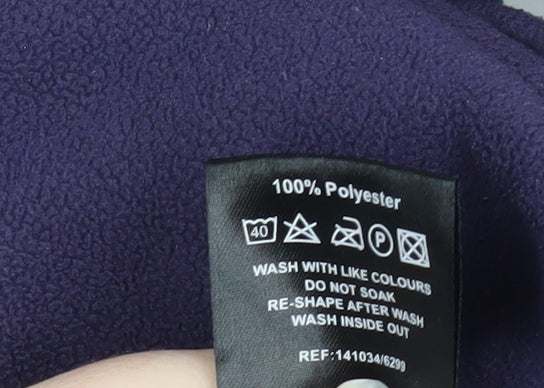 100% Polyester
40 P
WASH WITH LIKE COLOURS
DO NOT SOAK
RE-SHAPE AFTER WASH
WASH INSIDE OUT
REF:141034/6299